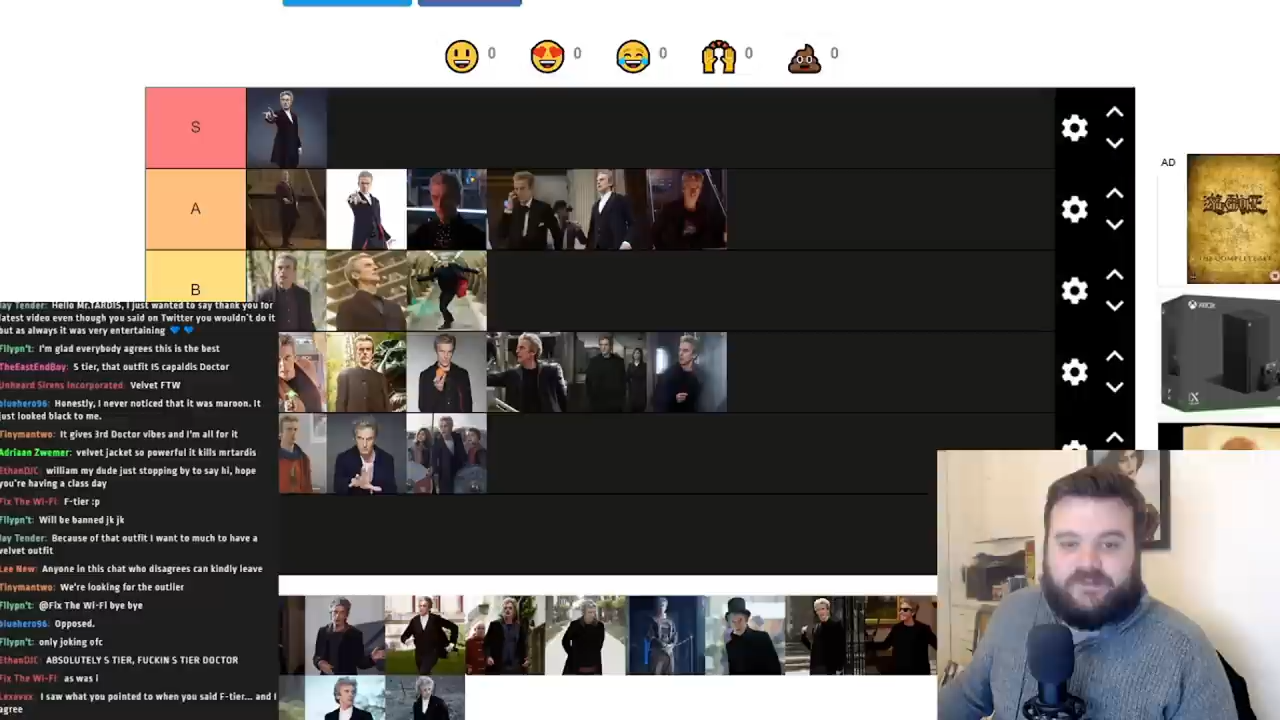 0 0 0 0 0
S
A
B
AD
Jay Tender: Hello Mr.TARDIS, I just wanted to say thank you for
latest video even though you said on Twitter you wouldn't do it
but as always it was very entertaining
Fllypn't: I'm glad everybody agrees this is the best
TheEastEndBoy: S tier, that outfit IS capaldis Doctor
Unheard Sirens Incorporated: Velvet FTW
bluehero96: Honestly, I never noticed that it was maroon. It
just looked black to me.
Tinymantwo: It gives 3rd Doctor vibes and I'm all for it
Adriaan Zwemer: velvet jacket so powerful it kills mrtardis
EthanDJC: william my dude just stopping by to say hi, hope
you're having a class day
Fix The Wi-Fi: F-tier :p
Fllypn't: Will be banned jk jk
Jay Tender: Because of that outfit I want to much to have a
velvet outfit
Lee New: Anyone in this chat who disagrees can kindly leave
Tinymantwo: We're looking for the outlier
Fllypn't: @Fix The Wi-Fi bye bye
bluehero96: Opposed.
Fllypn't: only joking ofc
EthanDJC: ABSOLUTELY S TIER, FUCKIN S TIER DOCTOR
Fix The Wi-Fi: as was i
Lexovox: I saw what you pointed to when you said F-tier... and I
agree
XBOX